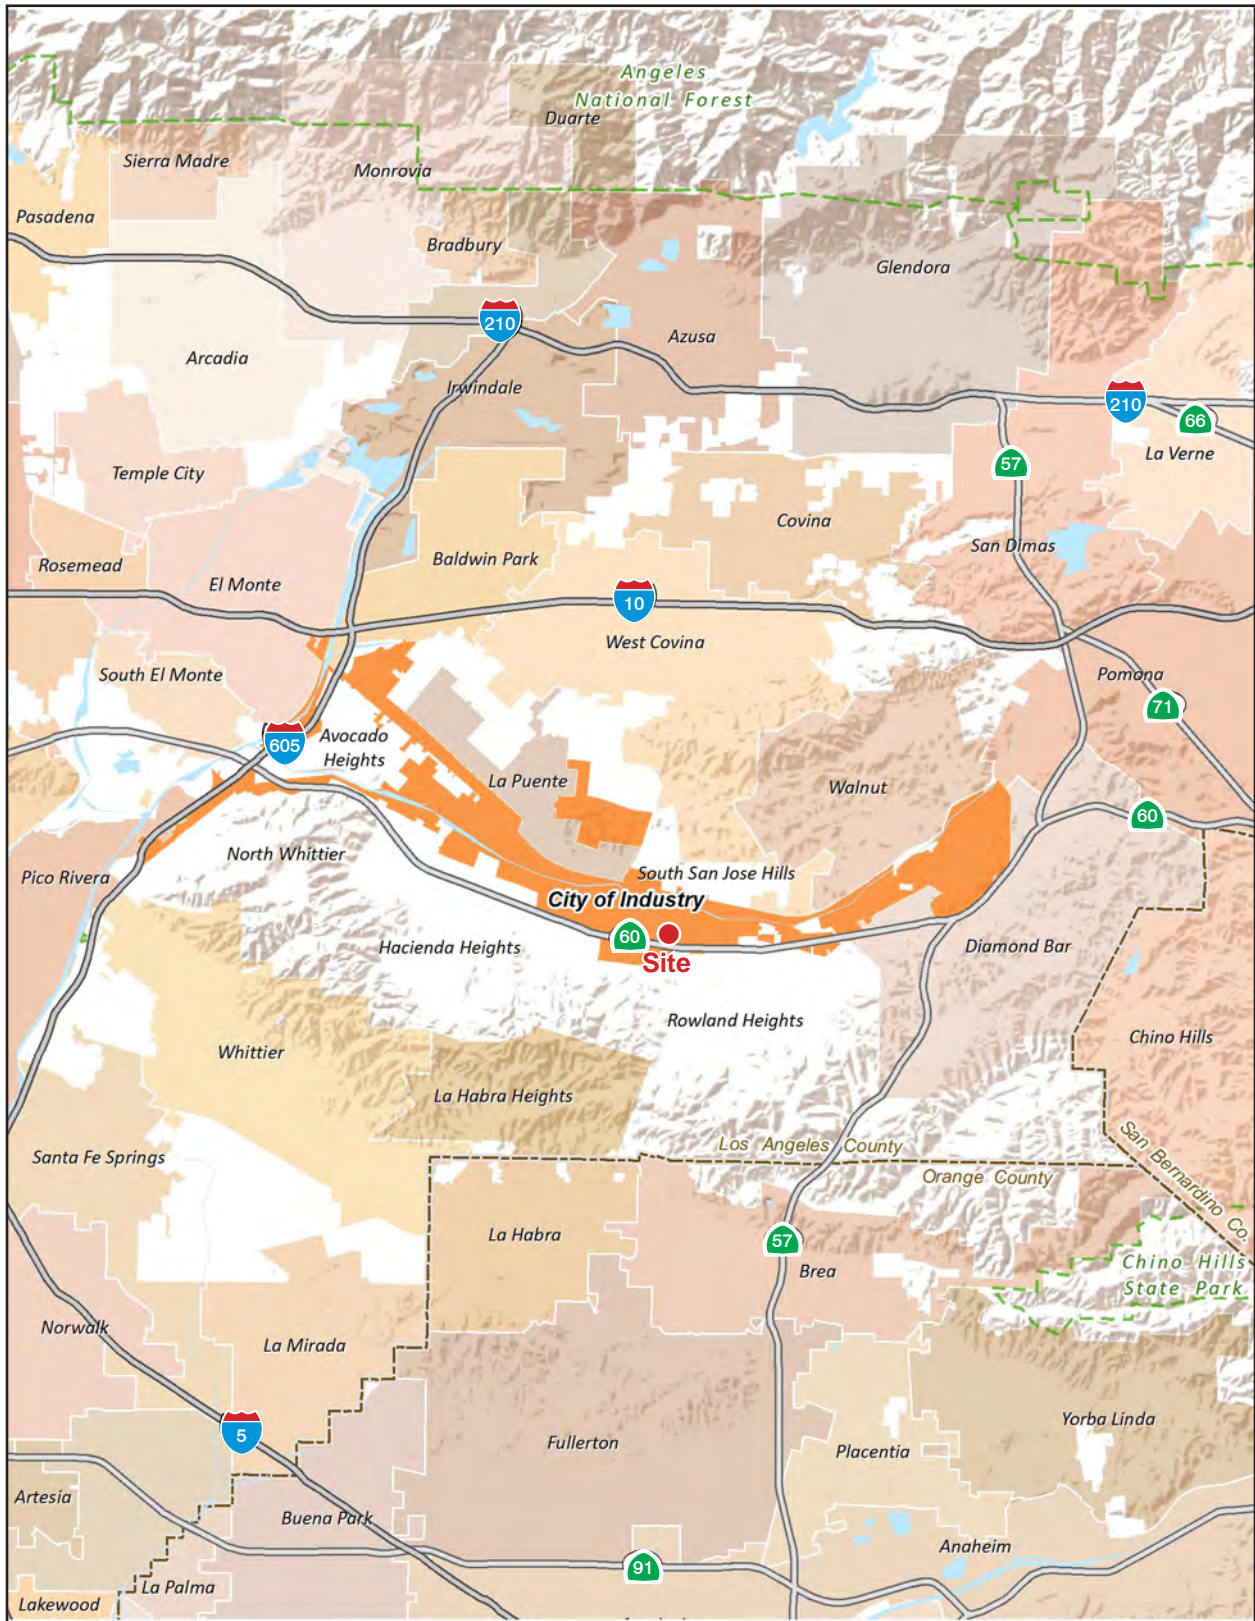 Angeles
National Forest
Duarte
Sierra Madre
Monrovia
Pasadena
Bradbury
Glendora
210
Azusa
Arcadia
Irwindale
210
66
La Verne
57
Temple City
Covina
San Dimas
Baldwin Park
Rosemead
El Monte
10
West Covina
South El Monte
Pomona
71
605
Avocado
Heights
La Puente
Walnut
60
North Whittier
Pico Rivera
South San Jose Hills
City of Industry
60
Site
Hacienda Heights
Diamond Bar
Rowland Heights
Chino Hills
Whittier
La Habra Heights
Los Angeles County
Orange County
San Bernardino Co.
Santa Fe Springs
La Habra
57
Brea
Chino Hills
State Park
Norwalk
La Mirada
5
Fullerton
Yorba Linda
Placentia
Artesia
Buena Park
Anaheim
91
La Palma
Lakewood